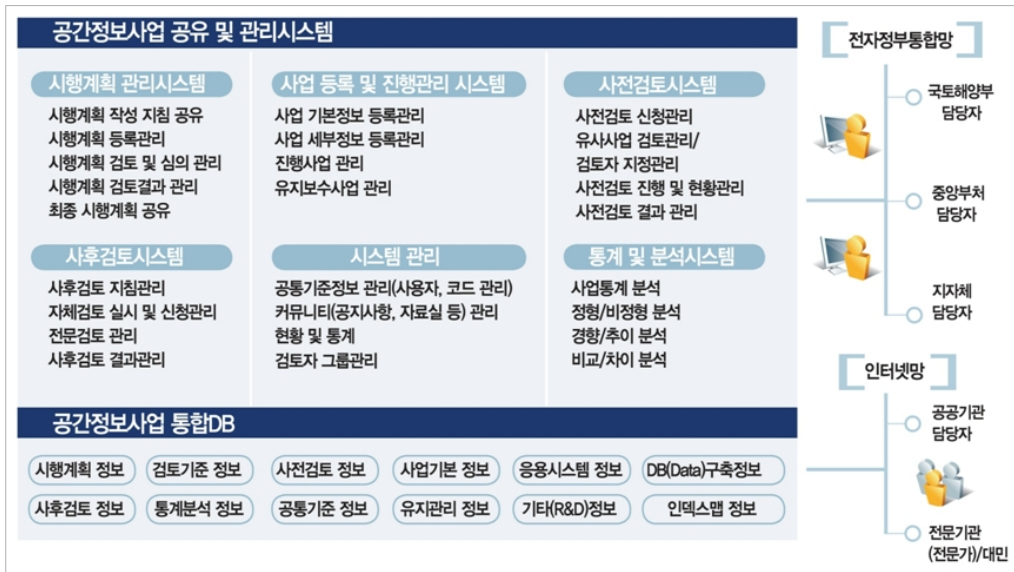 공간정보사업 공유 및 관리시스템
시행계획 관리시스템
시행계획 작성 지침 공유
시행계획 등록관리
시행계획 검토 및 심의 관리
시행계획 검토결과 관리
최종 시행계획 공유
사업 등록 및 진행관리 시스템
사업 기본정보 등록관리
사업 세부정보 등록관리
진행사업 관리
유지보수사업 관리
사전검토시스템
사전검토 신청관리
유사사업 검토관리/
검토자 지정관리
사전검토 진행 및 현황관리
사전검토 결과 관리
사후검토시스템
사후검토 지침관리
자체검토 실시 및 신청관리
전문검토 관리
사후검토 결과관리
시스템 관리
공통기준정보 관리(사용자, 코드 관리)
커뮤니티(공지사항, 자료실 등) 관리
현황 및 통계
검토자 그룹관리
통계 및 분석시스템
사업통계 분석
정형/비정형 분석
경향/추이 분석
비교/차이 분석
공간정보사업 통합DB
시행계획 정보
검토기준 정보
사전검토 정보
사업기본 정보
응용시스템 정보
DB(Data)구축정보
사후검토 정보
통계분석 정보
공통기준 정보
유지관리 정보
기타(R&D)정보
인덱스맵 정보
전자정부통합망
국토해양부
담당자
중앙부처
담당자
지자체
담당자
인터넷망
공공기관
담당자
전문기관
(전문가)/대민